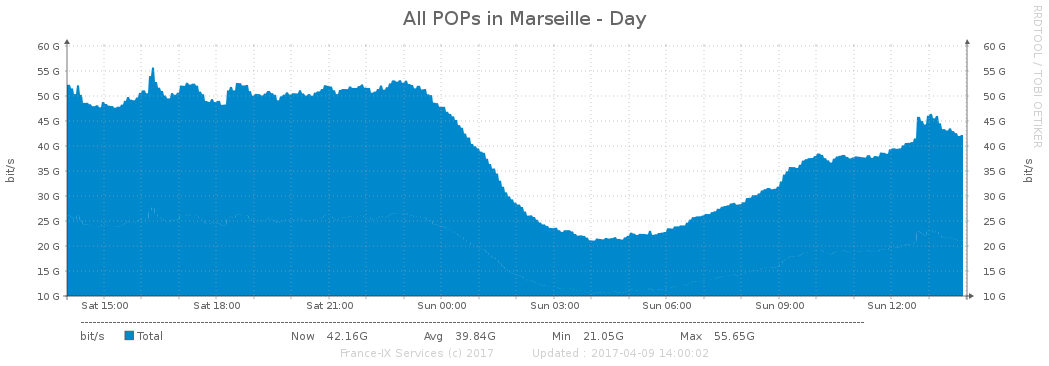 All POPs in Marseille - Day
RRDTOOL / TOBI OETIKER
60 G 60 G
55 G 55 G
50 G 50 G
45 G 45 G
40 G 40 G
35 G 35 G
30 G 30 G
25 G 25 G
20 G 20 G
15 G 15 G
10 G 10 G
bit/s bit/s
Sat 15:00 Sat 18:00 Sat 21:00 Sun 00:00 Sun 03:00 Sun 06:00 Sun 09:00 Sun 12:00
bit/s Total Now 42.16G Avg 39.84G Min 21.05G Max 55.65G
France-IX Services (c) 2017 Updated : 2017-04-09 14:00:02